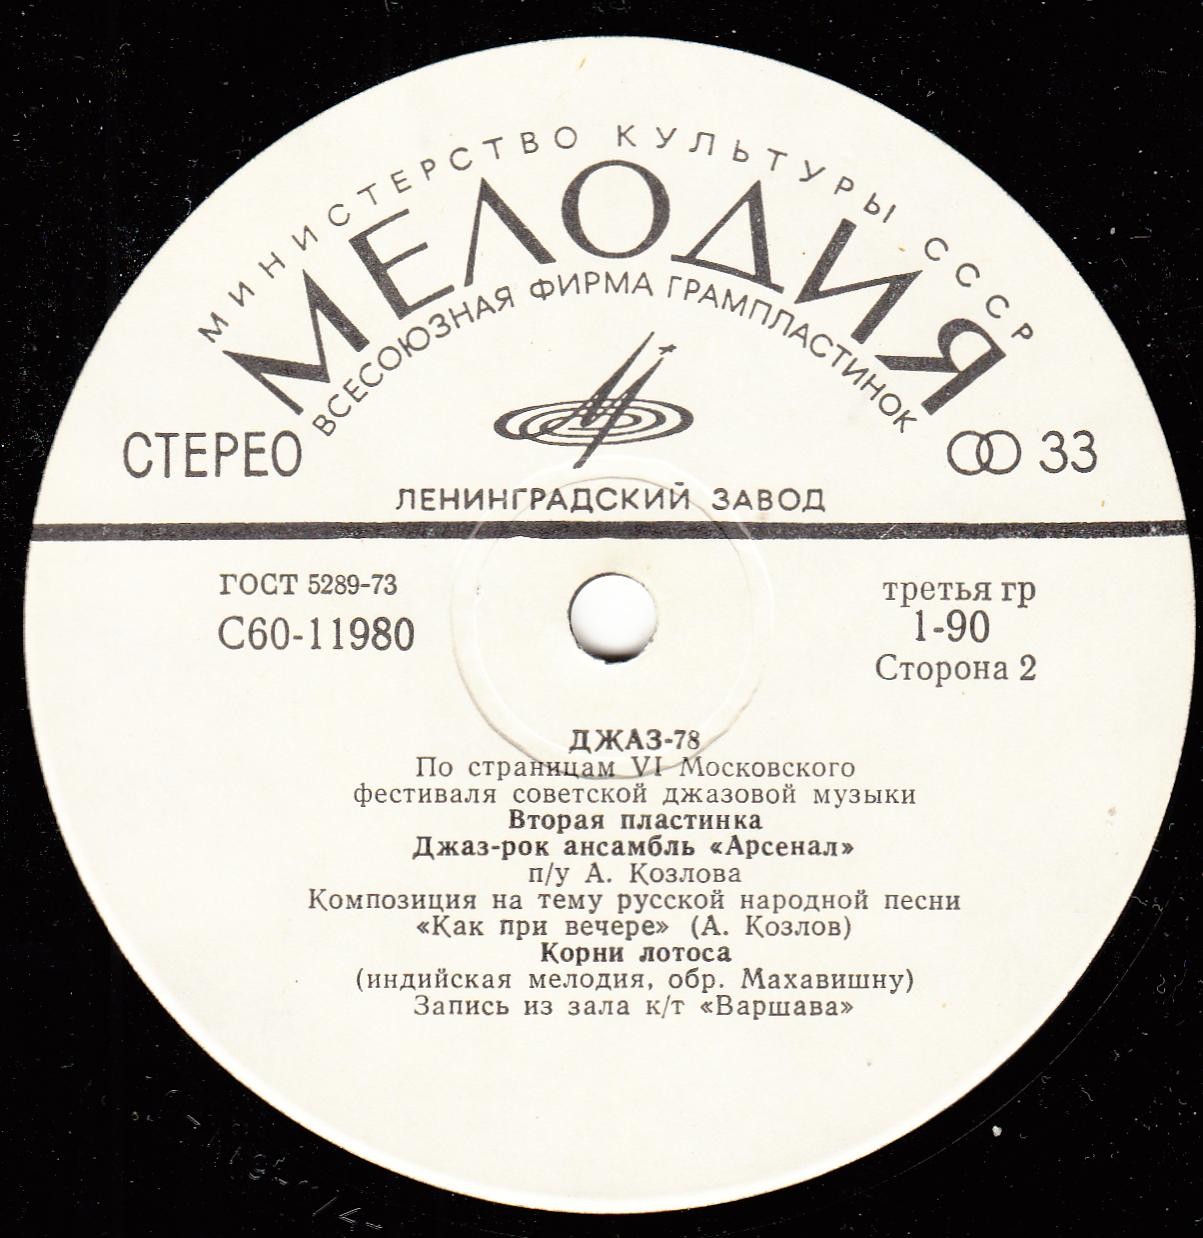 МИНИСТЕРСТВО КУЛЬТУРЫ СССР
МЕЛОДИЯ
ВСЕСОЮЗНАЯ ФИРМА ГРАМПЛАСТИНОК
СТЕРЕО
33
ЛЕНИНГРАДСКИЙ ЗАВОД
ГОСТ 5289-73
С60-11980
третья гр
1-90
Сторона 2
ДЖАЗ-78
По страницам VI Московского
фестиваля советской джазовой музыки
Вторая пластинка
Джаз-рок ансамбль «Арсенал»
п/у А. Козлова
Композиция на тему русской народной песни
«Как при вечере» (А. Козлов)
Корни лотоса
(индийская мелодия, обр. Махавишну)
Запись из зала к/т «Варшава»